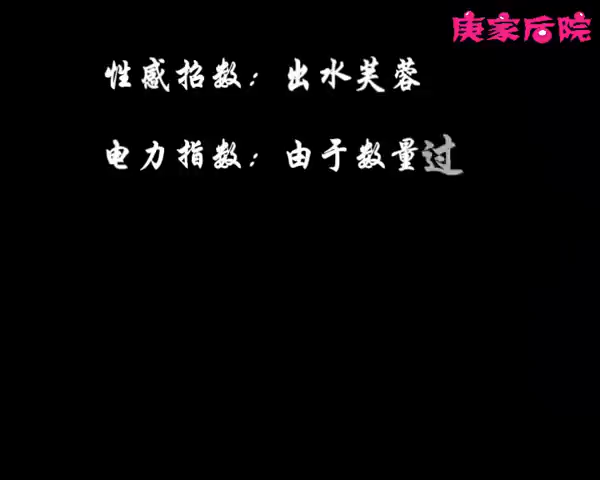 庚家后院
性感招数：出水芙蓉
电力指数：由于数量过